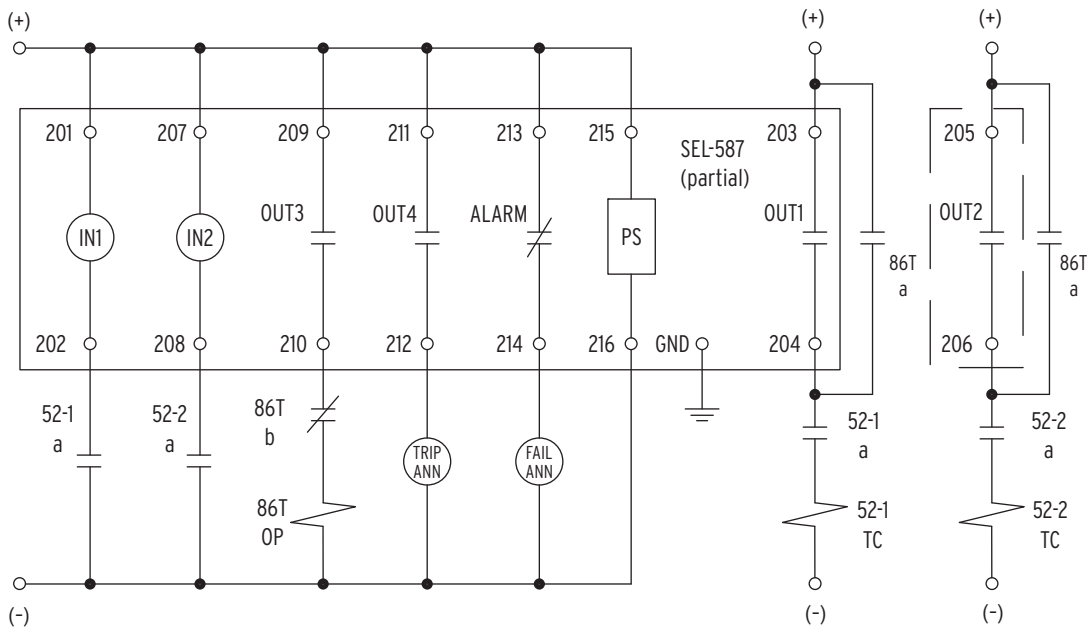 (+)
(+)
(+)
201
207
209
211
213
215
203
205
SEL-587
(partial)
IN1
IN2
OUT3
OUT4
ALARM
PS
OUT1
OUT2
86T
a
86T
a
202
208
210
212
214
216
GND
204
206
52-1
a
52-2
a
86T
b
52-1
a
52-2
a
TRIP
ANN
FAIL
ANN
86T
OP
52-1
TC
52-2
TC
(-)
(-)
(-)